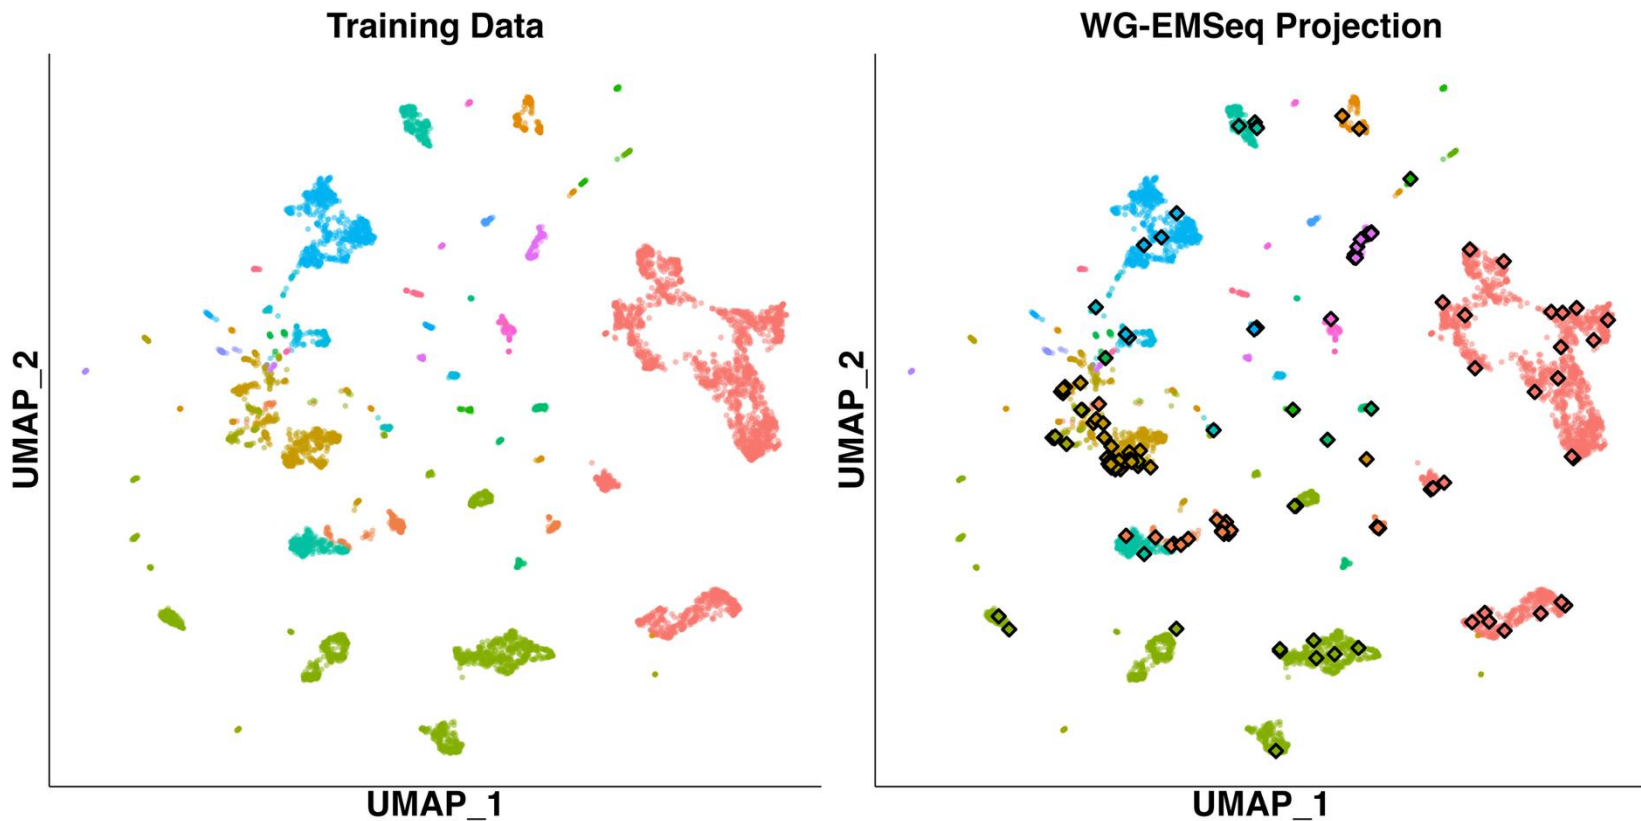 Training Data
WG-EMSeq Projection
UMAP_2
UMAP_2
UMAP_1
UMAP_1